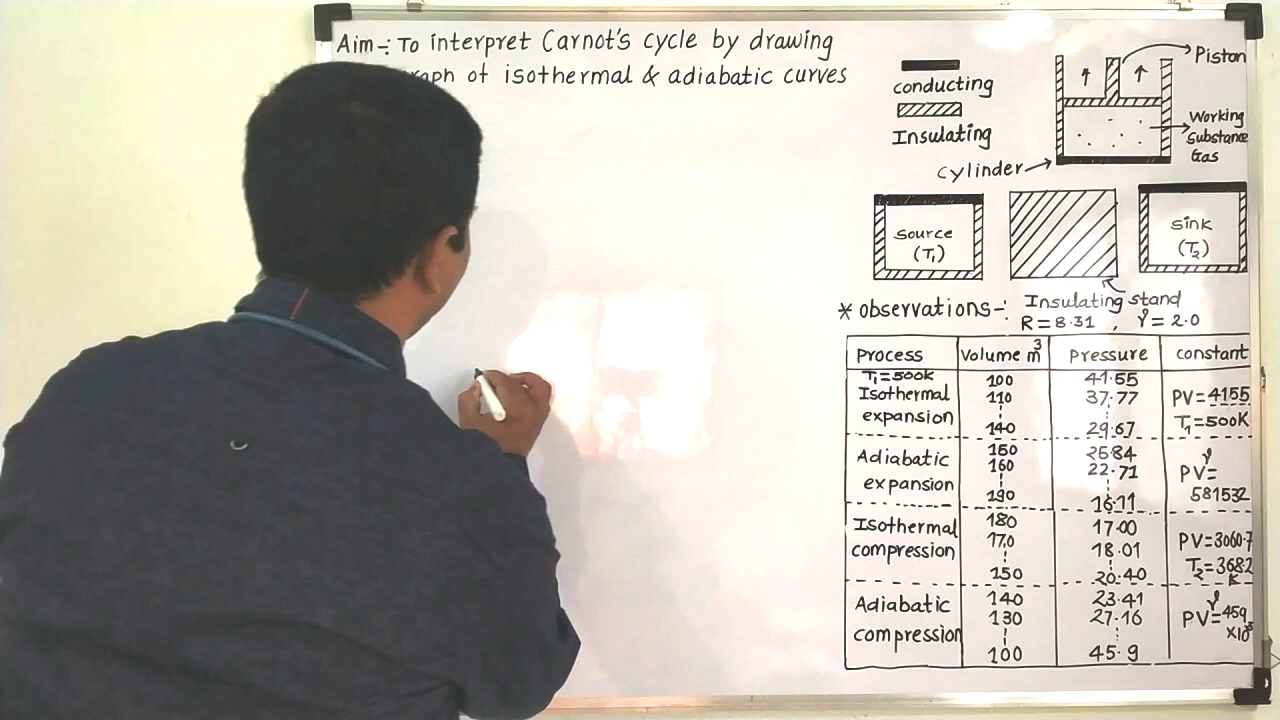 Aim -: To interpret Carnot's cycle by drawing
of isothermal & adiabatic curves
conducting
Insulating
Piston
Working
Substance
Gas
Cylinder
Source
(T₁)
Sink
(T₂)
Insulating stand
* observations -:
R = 8.31 , γ = 2.0
Process Volume m³ Pressure constant
T₁=500K 100 41.55
Isothermal 110 37.77 PV = 4155
expansion 140 29.67 T₁=500K
Adiabatic 150 25.84 PVγ=
160 22.71
expansion 190 16.11 581532
Isothermal 180 17.00
compression 170 18.01 PV=3060.7
150 20.40 T₂=368.2 K
Adiabatic 140 23.41 PVγ=459
compression 130 27.16 ×10³
100 45.9